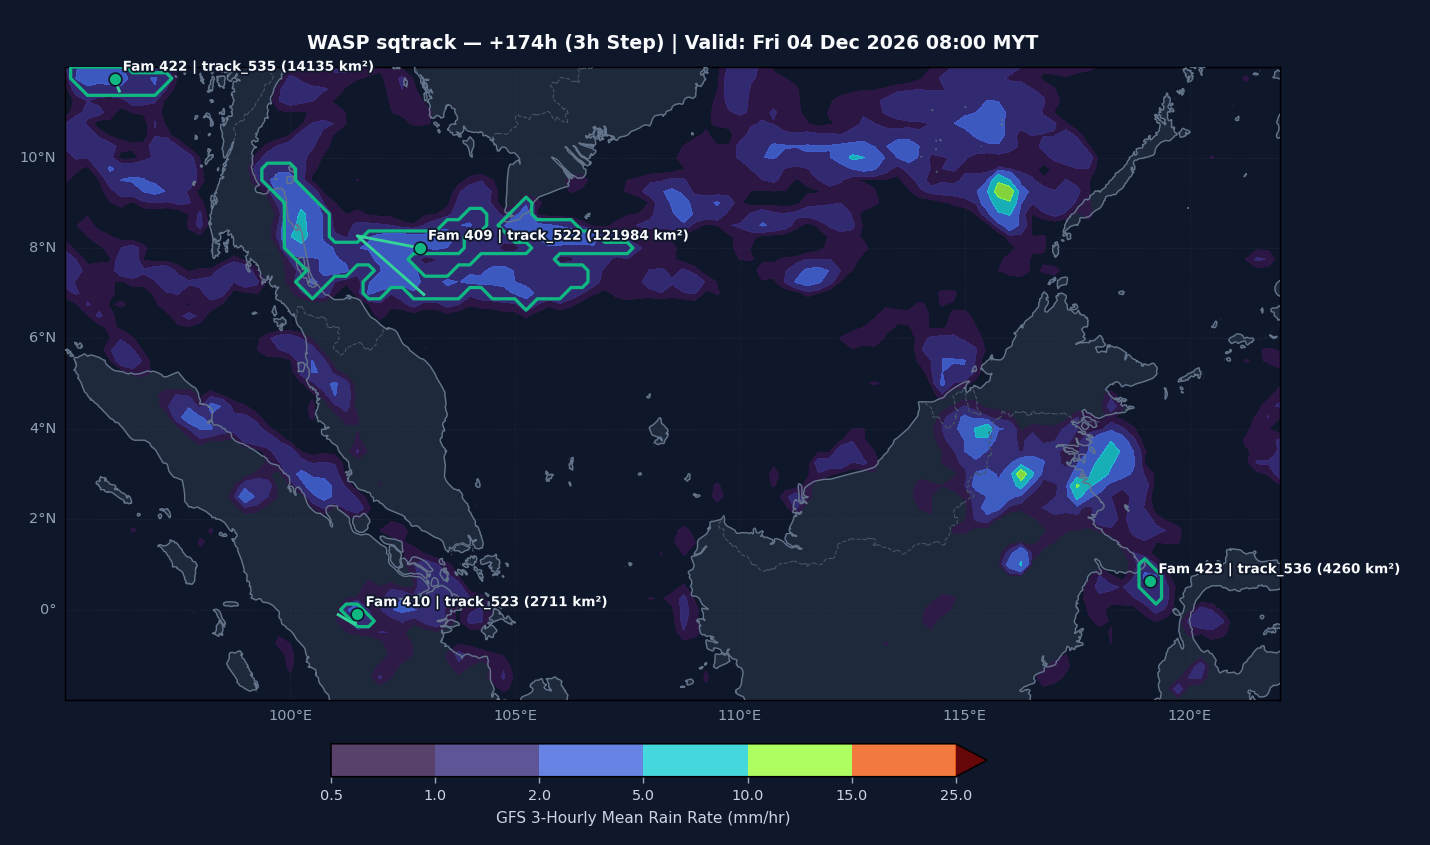 WASP sqtrack — +174h (3h Step) | Valid: Fri 04 Dec 2026 08:00 MYT
Fam 422 | track_535 (14135 km²)
10°N
Fam 409 | track_522 (121984 km²)
8°N
6°N
4°N
2°N
Fam 423 | track_536 (4260 km²)
Fam 410 | track_523 (2711 km²)
0°
100°E 105°E 110°E 115°E 120°E
0.5 1.0 2.0 5.0 10.0 15.0 25.0
GFS 3-Hourly Mean Rain Rate (mm/hr)